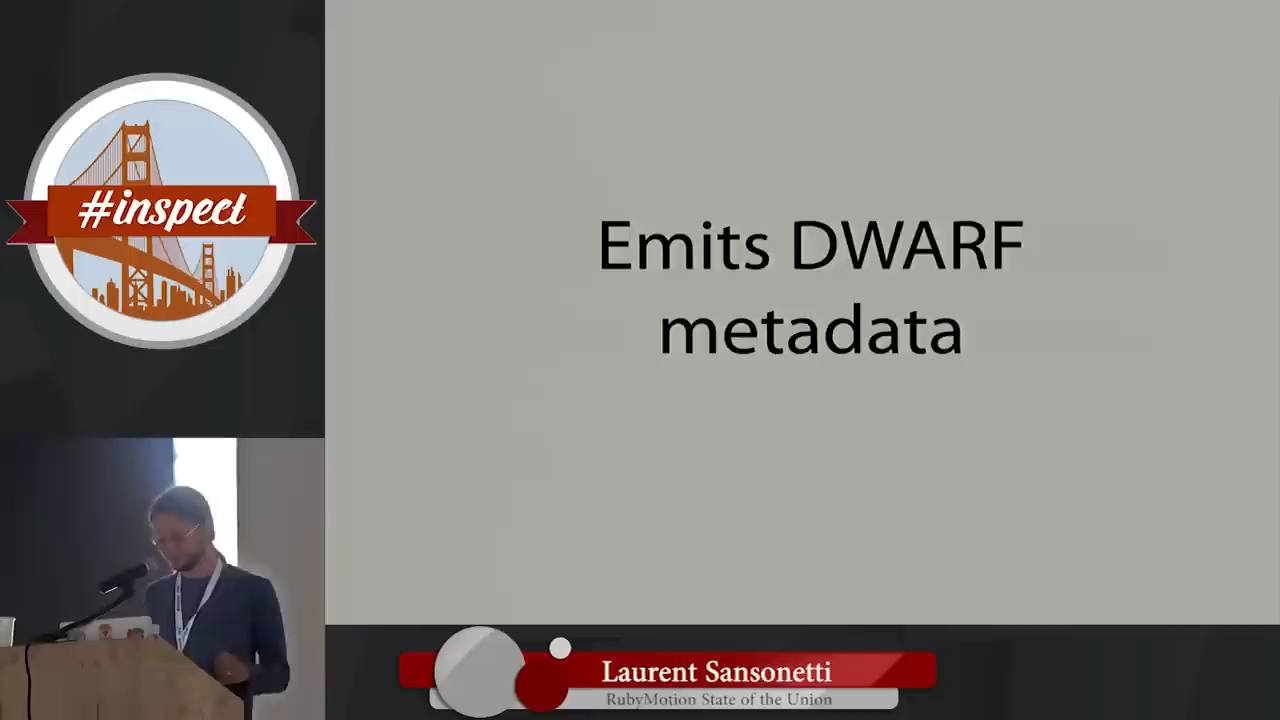 #inspect
Emits DWARF
metadata
Laurent Sansonetti
RubyMotion State of the Union